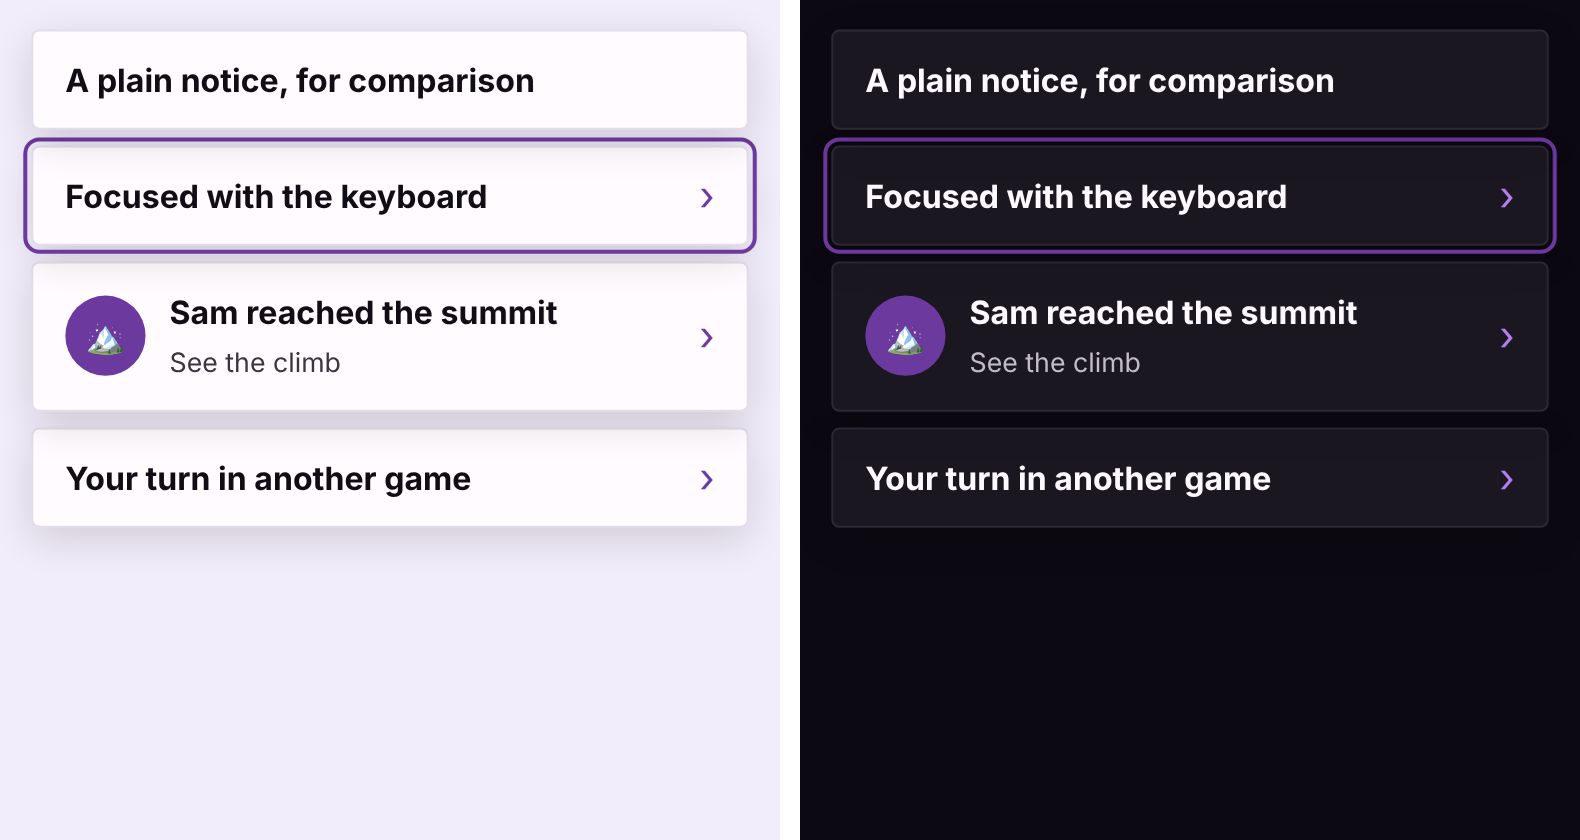 A plain notice, for comparison
Focused with the keyboard
Sam reached the summit
See the climb
Your turn in another game
A plain notice, for comparison
Focused with the keyboard
Sam reached the summit
See the climb
Your turn in another game